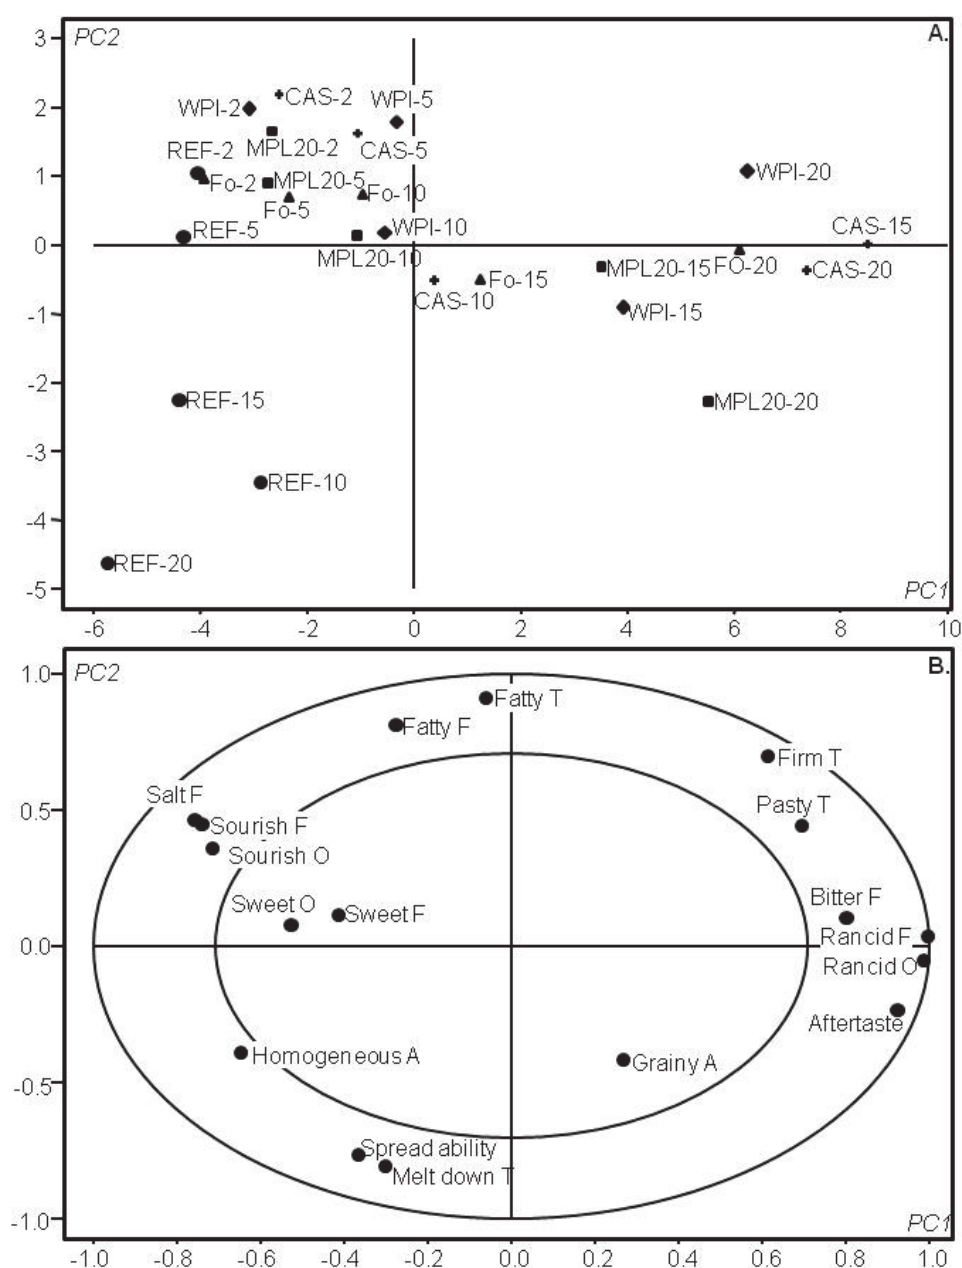 PC2
A.
3
CAS-2
WPI-5
2
WPI-2
MPL20-2
CAS-5
REF-2
1
Fo-2
MPL20-5
Fo-10
WPI-20
Fo-5
REF-5
WPI-10
CAS-15
0
MPL20-10
MPL20-15
FO-20
CAS-20
Fo-15
CAS-10
-1
WPI-15
-2
REF-15
MPL20-20
-3
REF-10
-4
REF-20
-5
PC1
-6 -4 -2 0 2 4 6 8 10
PC2
B.
1.0
Fatty T
Fatty F
Firm T
Salt F
0.5
Pasty T
Sourish F
Sourish O
Sweet O
Sweet F
Bitter F
Rancid F
0.0
Rancid O
Aftertaste
Homogeneous A
Grainy A
-0.5
Spread ability
Melt down T
-1.0
PC1
-1.0 -0.8 -0.6 -0.4 -0.2 0.0 0.2 0.4 0.6 0.8 1.0